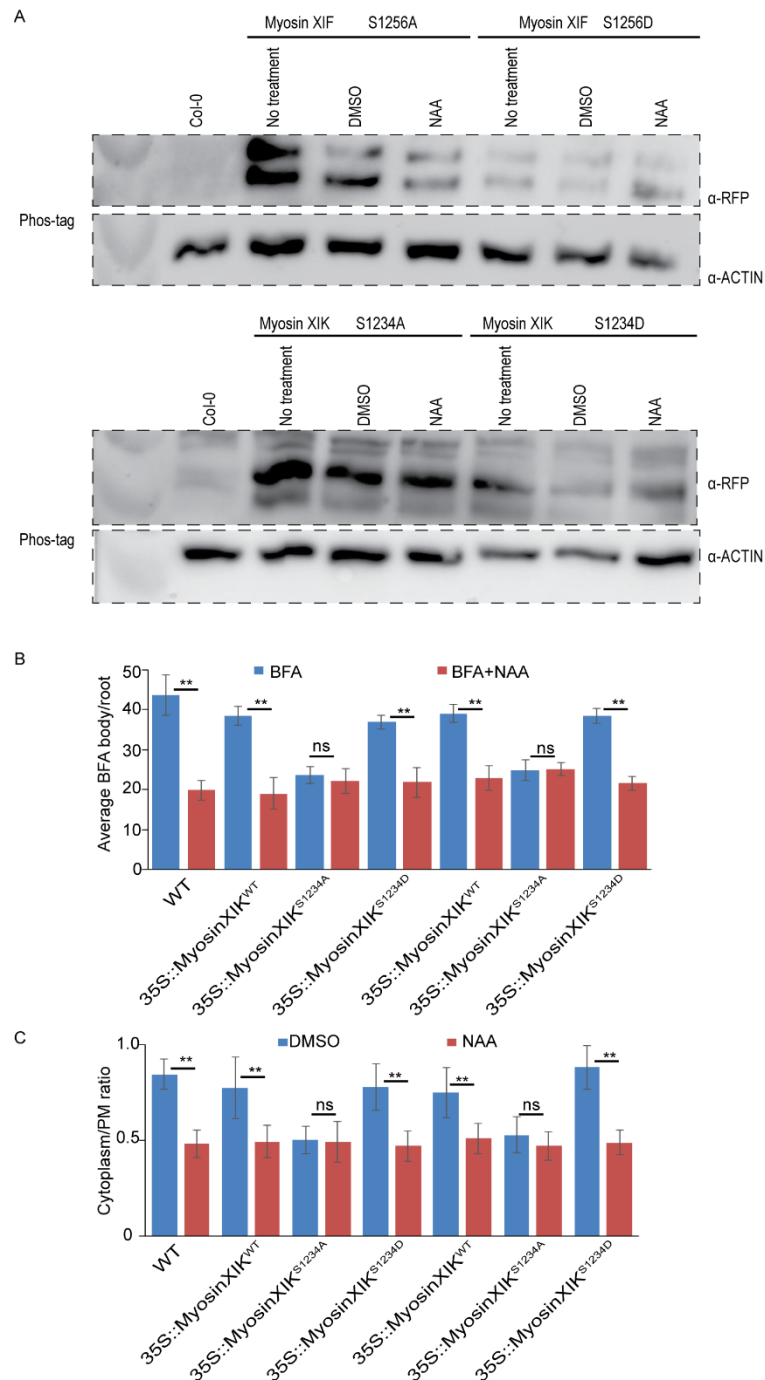 A
Myosin XIF S1256A Myosin XIF S1256D
Col-0 No treatment DMSO NAA No treatment DMSO NAA
α-RFP
Phos-tag
α-ACTIN
Myosin XIK S1234A Myosin XIK S1234D
Col-0 No treatment DMSO NAA No treatment DMSO NAA
α-RFP
Phos-tag
α-ACTIN
B
BFA BFA+NAA
Average BFA body/root
50
40
30
20
10
0
** ** ns ** ** ns **
WT
35S::MyosinXIK^WT
35S::MyosinXIK^S1234A
35S::MyosinXIK^S1234D
35S::MyosinXIK^WT
35S::MyosinXIK^S1234A
35S::MyosinXIK^S1234D
C
DMSO NAA
Cytoplasm/PM ratio
1.0
0.5
0
** ** ns ** ** ns **
WT
35S::MyosinXIK^WT
35S::MyosinXIK^S1234A
35S::MyosinXIK^S1234D
35S::MyosinXIK^WT
35S::MyosinXIK^S1234A
35S::MyosinXIK^S1234D